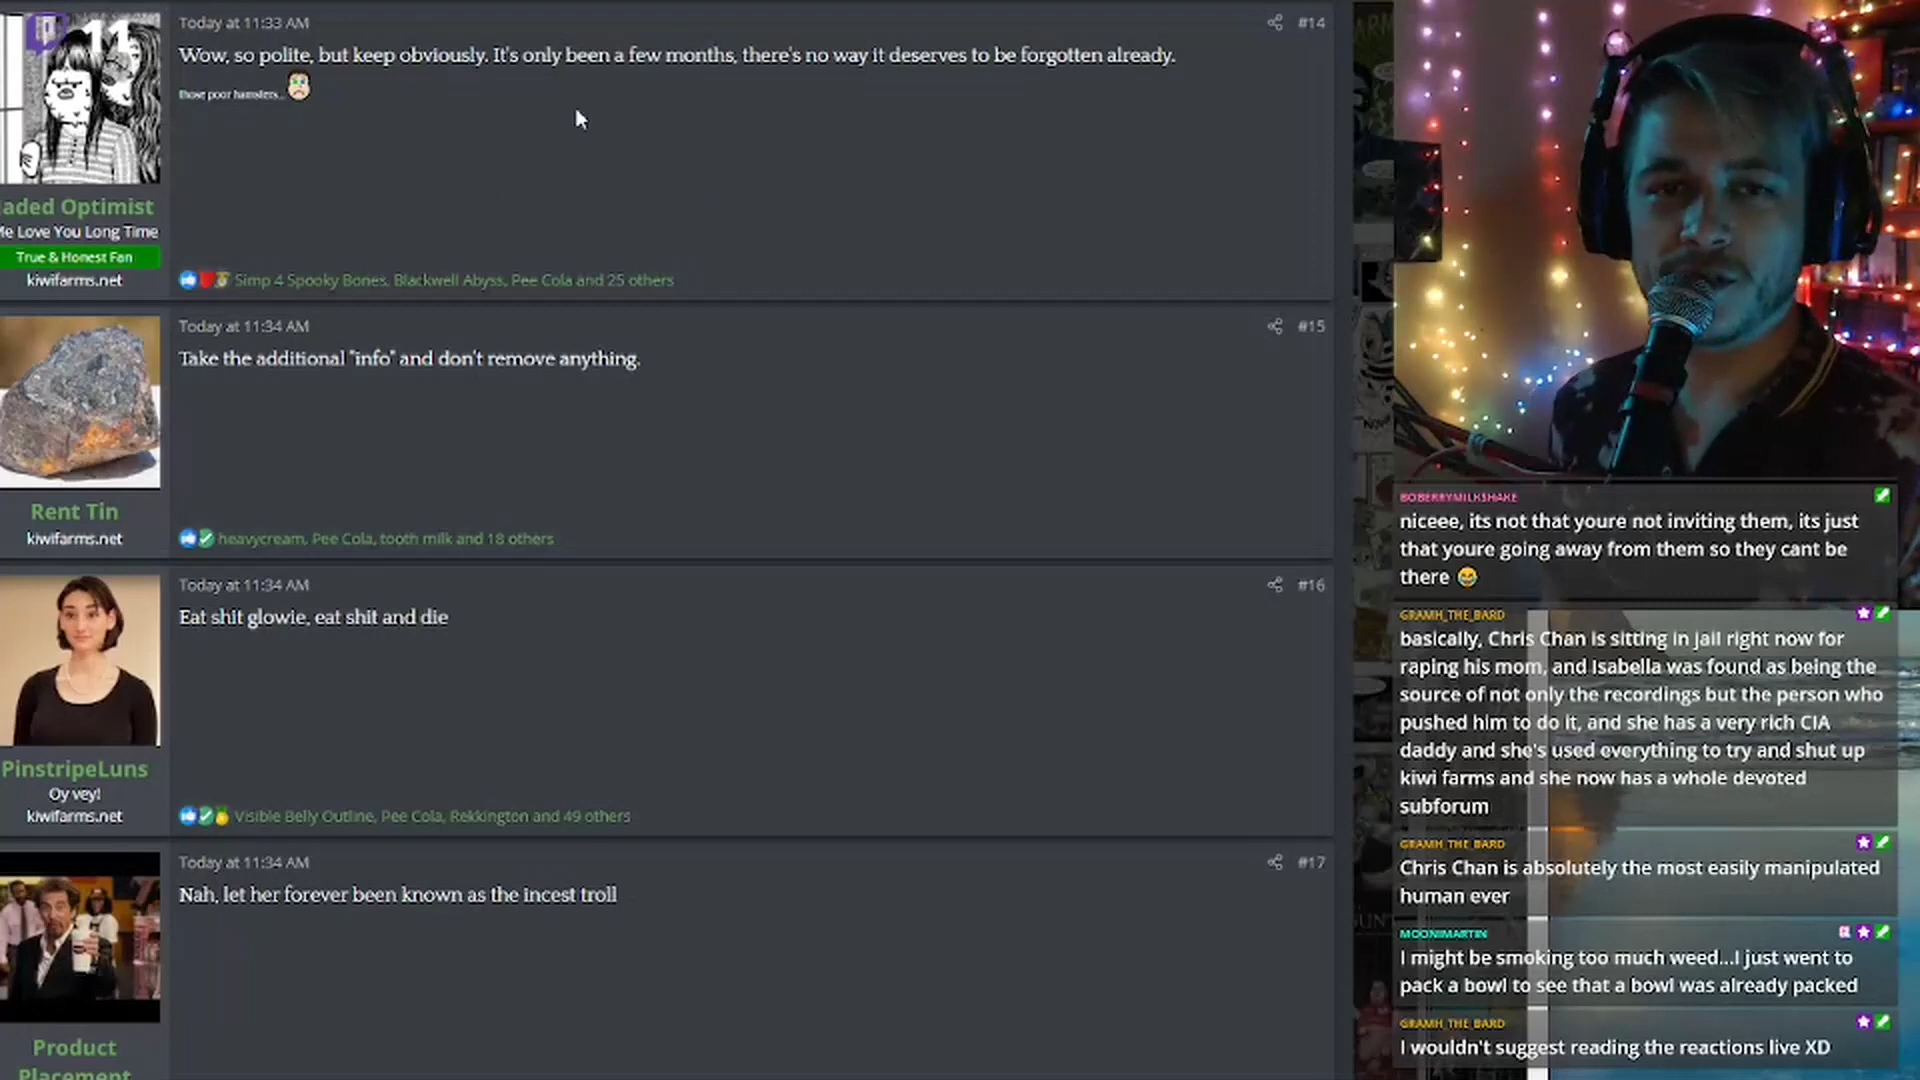 11
Today at 11:33 AM
#14
Wow, so polite, but keep obviously. It's only been a few months, there's no way it deserves to be forgotten already.
those poor hamsters...
aded Optimist
Me Love You Long Time
True & Honest Fan
kiwifarms.net
Simp 4 Spooky Bones, Blackwell Abyss, Pee Cola and 25 others
Today at 11:34 AM
#15
Take the additional "info" and don't remove anything.
Rent Tin
kiwifarms.net
heavycream, Pee Cola, tooth milk and 18 others
Today at 11:34 AM
#16
Eat shit glowie, eat shit and die
PinstripeLuns
Oy vey!
kiwifarms.net
Visible Belly Outline, Pee Cola, Rekkington and 49 others
Today at 11:34 AM
#17
Nah, let her forever been known as the incest troll
Product
Placement
BOBERRYMILKSHAKE
niceee, its not that youre not inviting them, its just
that youre going away from them so they cant be
there
GRAMH_THE_BARD
basically, Chris Chan is sitting in jail right now for
raping his mom, and Isabella was found as being the
source of not only the recordings but the person who
pushed him to do it, and she has a very rich CIA
daddy and she's used everything to try and shut up
kiwi farms and she now has a whole devoted
subforum
GRAMH_THE_BARD
Chris Chan is absolutely the most easily manipulated
human ever
MOONIMARTIN
I might be smoking too much weed...I just went to
pack a bowl to see that a bowl was already packed
GRAMH_THE_BARD
I wouldn't suggest reading the reactions live XD